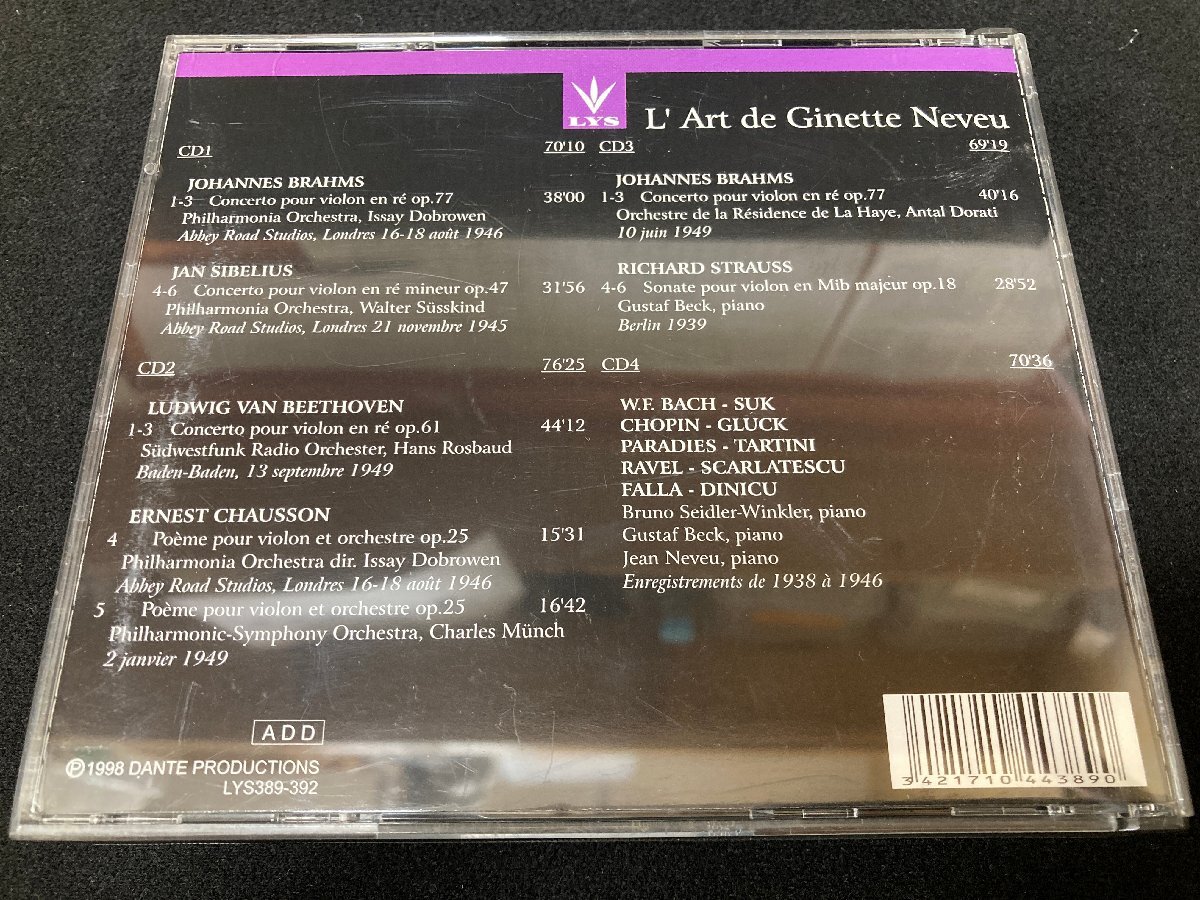 LYS
L' Art de Ginette Neveu
CD1 70'10
JOHANNES BRAHMS
1-3 Concerto pour violon en ré op.77 38'00
Philharmonia Orchestra, Issay Dobrowen
Abbey Road Studios, Londres 16-18 août 1946
JAN SIBELIUS
4-6 Concerto pour violon en ré mineur op.47 31'56
Philharmonia Orchestra, Walter Süsskind
Abbey Road Studios, Londres 21 novembre 1945
CD2 76'25
LUDWIG VAN BEETHOVEN
1-3 Concerto pour violon en ré op.61 44'12
Südwestfunk Radio Orchester, Hans Rosbaud
Baden-Baden, 13 septembre 1949
ERNEST CHAUSSON
4 Poème pour violon et orchestre op.25 15'31
Philharmonia Orchestra dir. Issay Dobrowen
Abbey Road Studios, Londres 16-18 août 1946
5 Poème pour violon et orchestre op.25 16'42
Philharmonic-Symphony Orchestra, Charles Münch
2 janvier 1949
CD3 69'19
JOHANNES BRAHMS
1-3 Concerto pour violon en ré op.77 40'16
Orchestre de la Résidence de La Haye, Antal Dorati
10 juin 1949
RICHARD STRAUSS
4-6 Sonate pour violon en Mib majeur op.18 28'52
Gustaf Beck, piano
Berlin 1939
CD4 70'36
W.F. BACH - SUK
CHOPIN - GLUCK
PARADIES - TARTINI
RAVEL - SCARLATESCU
FALLA - DINICU
Bruno Seidler-Winkler, piano
Gustaf Beck, piano
Jean Neveu, piano
Enregistrements de 1938 à 1946
ADD
℗1998 DANTE PRODUCTIONS
LYS389-392
3 421710 443890